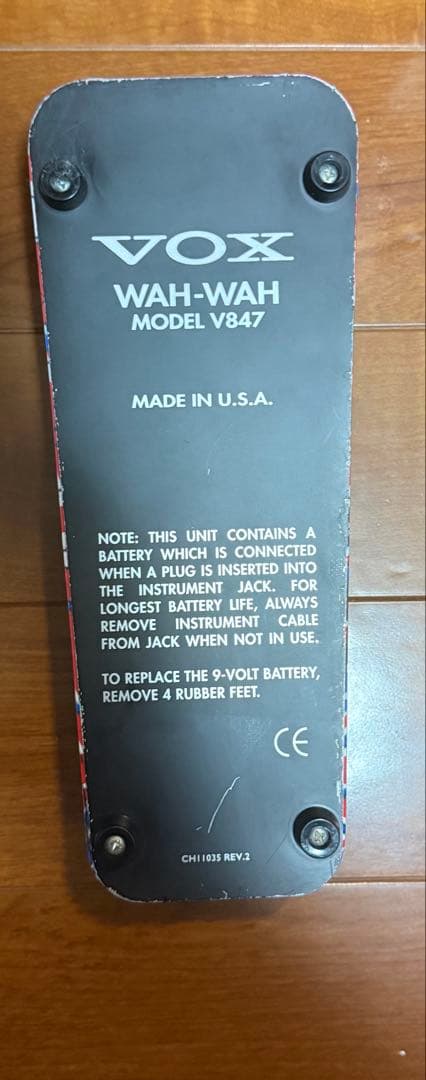 VOX
WAH-WAH
MODEL V847
MADE IN U.S.A.
NOTE: THIS UNIT CONTAINS A
BATTERY WHICH IS CONNECTED
WHEN A PLUG IS INSERTED INTO
THE INSTRUMENT JACK. FOR
LONGEST BATTERY LIFE, ALWAYS
REMOVE INSTRUMENT CABLE
FROM JACK WHEN NOT IN USE.
TO REPLACE THE 9-VOLT BATTERY,
REMOVE 4 RUBBER FEET.
CE
CH11035 REV.2